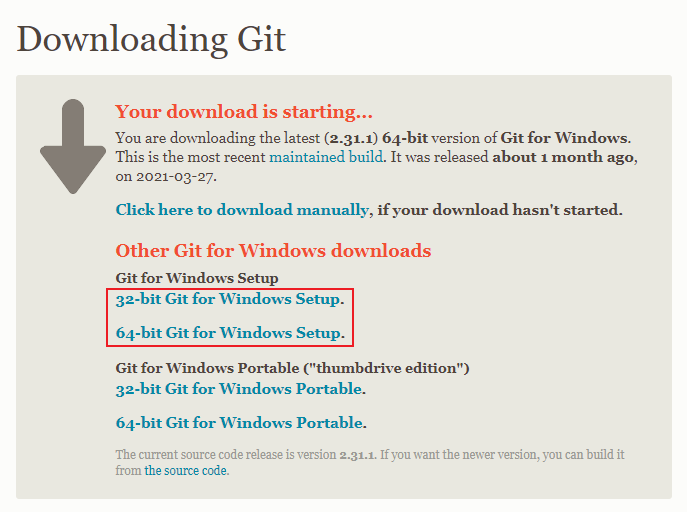 Downloading Git
Your download is starting...
You are downloading the latest (2.31.1) 64-bit version of Git for Windows.
This is the most recent maintained build. It was released about 1 month ago,
on 2021-03-27.
Click here to download manually, if your download hasn't started.
Other Git for Windows downloads
Git for Windows Setup
32-bit Git for Windows Setup.
64-bit Git for Windows Setup.
Git for Windows Portable ("thumbdrive edition")
32-bit Git for Windows Portable.
64-bit Git for Windows Portable.
The current source code release is version 2.31.1. If you want the newer version, you can build it
from the source code.